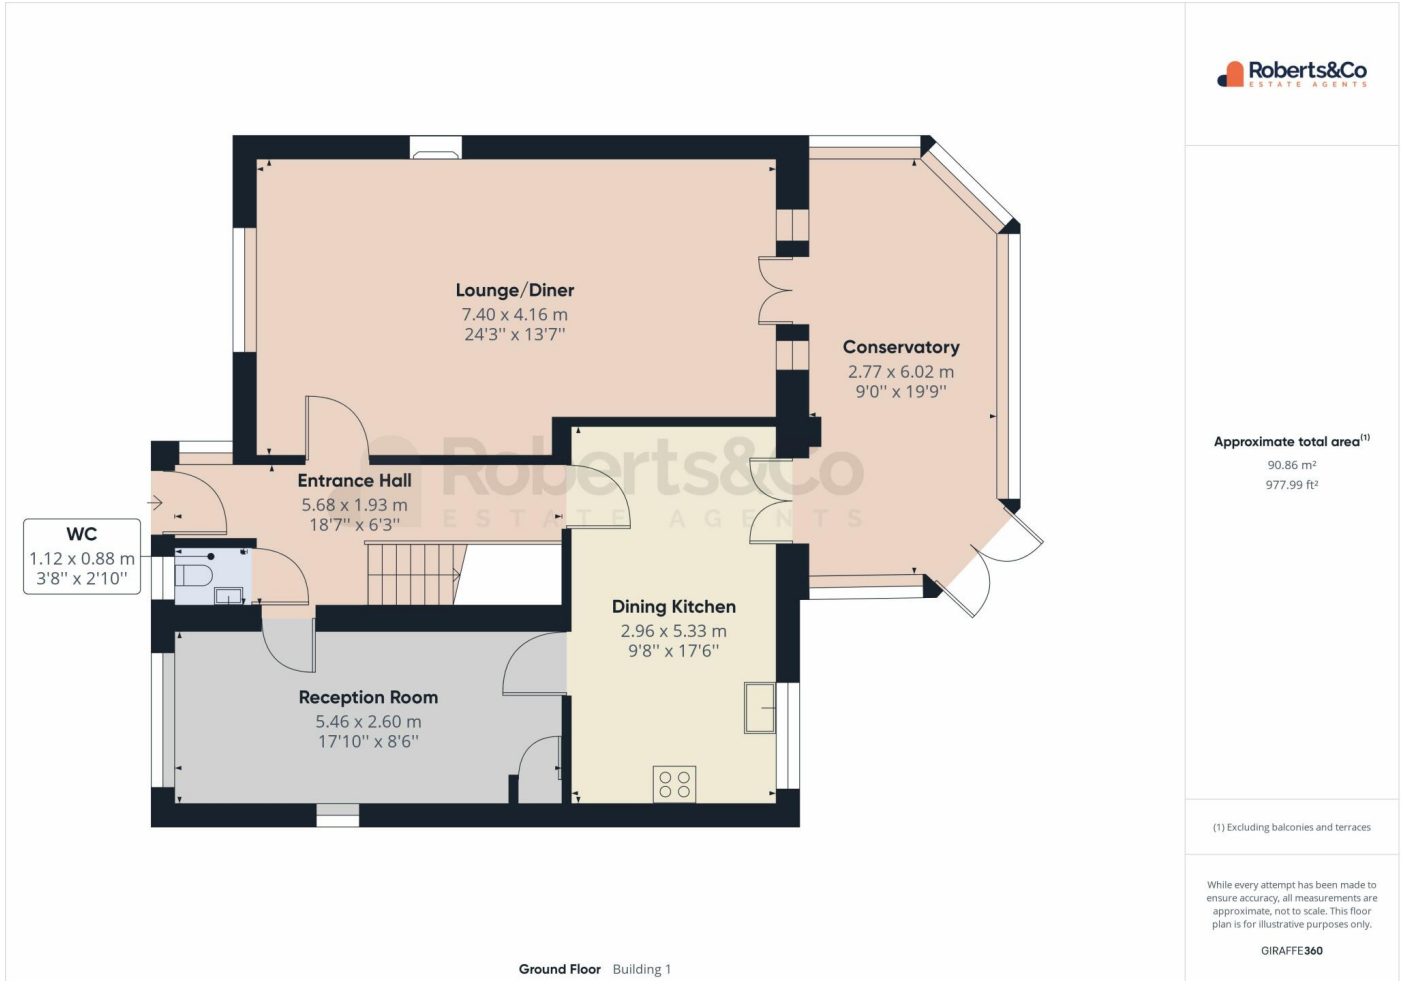 Roberts&Co
ESTATE AGENTS
Lounge/Diner
7.40 x 4.16 m
24'3'' x 13'7''
Conservatory
2.77 x 6.02 m
9'0'' x 19'9''
Roberts&Co
ESTATE AGENTS
Entrance Hall
5.68 x 1.93 m
18'7'' x 6'3''
WC
1.12 x 0.88 m
3'8'' x 2'10''
Dining Kitchen
2.96 x 5.33 m
9'8'' x 17'6''
Reception Room
5.46 x 2.60 m
17'10'' x 8'6''
Ground Floor Building 1
Approximate total area(1)
90.86 m²
977.99 ft²
(1) Excluding balconies and terraces
While every attempt has been made to
ensure accuracy, all measurements are
approximate, not to scale. This floor
plan is for illustrative purposes only.
GIRAFFE360